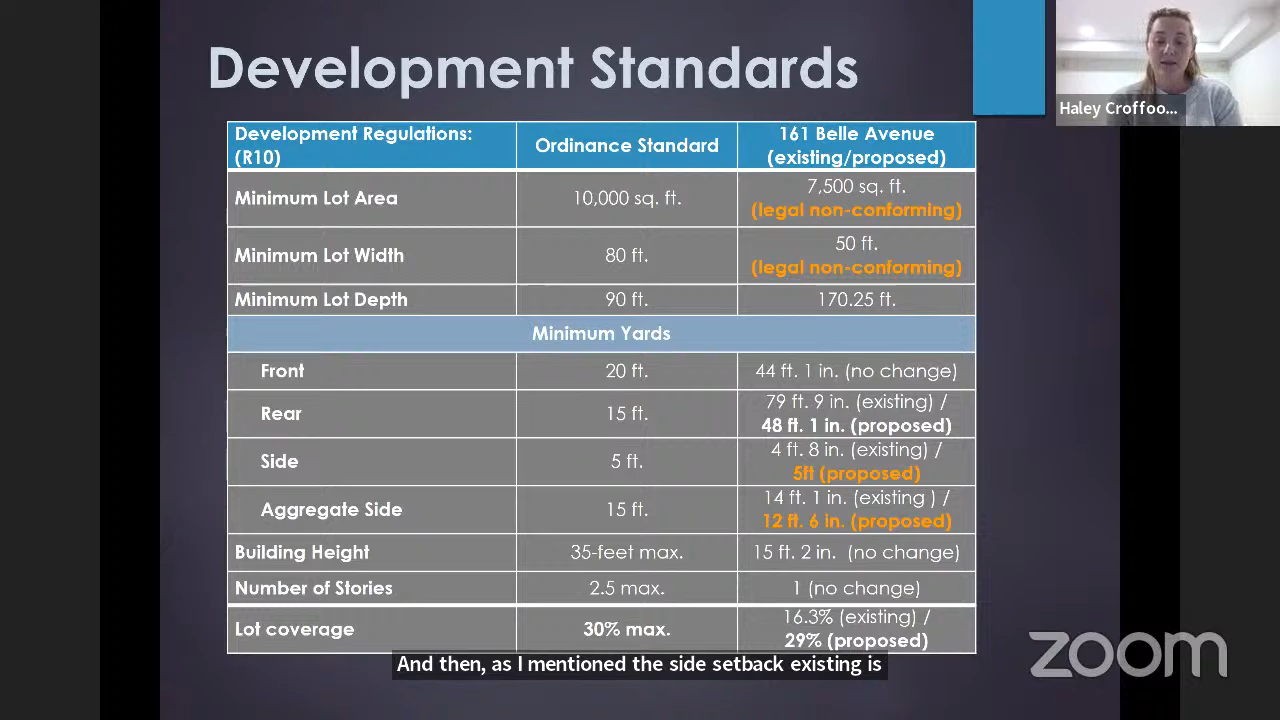 Development Standards
Haley Croffoo...
Development Regulations: (R10)
Ordinance Standard
161 Belle Avenue (existing/proposed)
Minimum Lot Area
10,000 sq. ft.
7,500 sq. ft.
(legal non-conforming)
Minimum Lot Width
80 ft.
50 ft.
(legal non-conforming)
Minimum Lot Depth
90 ft.
170.25 ft.
Minimum Yards
Front
20 ft.
44 ft. 1 in. (no change)
Rear
15 ft.
79 ft. 9 in. (existing) /
48 ft. 1 in. (proposed)
Side
5 ft.
4 ft. 8 in. (existing) /
5ft (proposed)
Aggregate Side
15 ft.
14 ft. 1 in. (existing ) /
12 ft. 6 in. (proposed)
Building Height
35-feet max.
15 ft. 2 in. (no change)
Number of Stories
2.5 max.
1 (no change)
Lot coverage
30% max.
16.3% (existing) /
29% (proposed)
And then, as I mentioned the side setback existing is
zoom